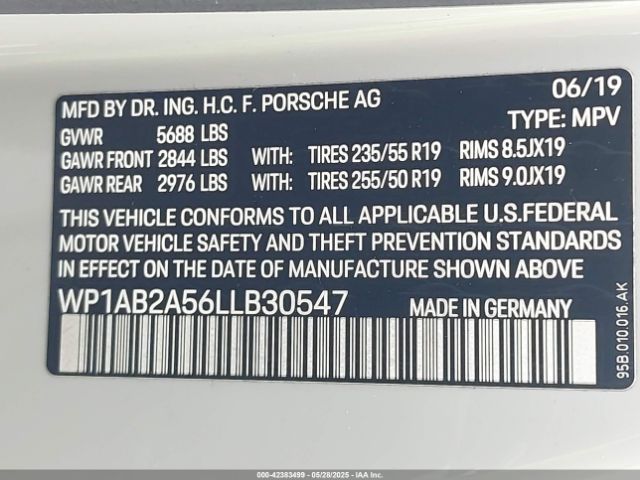 MFD BY DR. ING. H.C. F. PORSCHE AG 06/19
GVWR 5688 LBS TYPE: MPV
GAWR FRONT 2844 LBS WITH: TIRES 235/55 R19 RIMS 8.5JX19
GAWR REAR 2976 LBS WITH: TIRES 255/50 R19 RIMS 9.0JX19
THIS VEHICLE CONFORMS TO ALL APPLICABLE U.S.FEDERAL
MOTOR VEHICLE SAFETY AND THEFT PREVENTION STANDARDS
IN EFFECT ON THE DATE OF MANUFACTURE SHOWN ABOVE
WP1AB2A56LLB30547 MADE IN GERMANY
95B.010.016.AK
000-42383499 - 05/28/2025 - IAA, Inc.